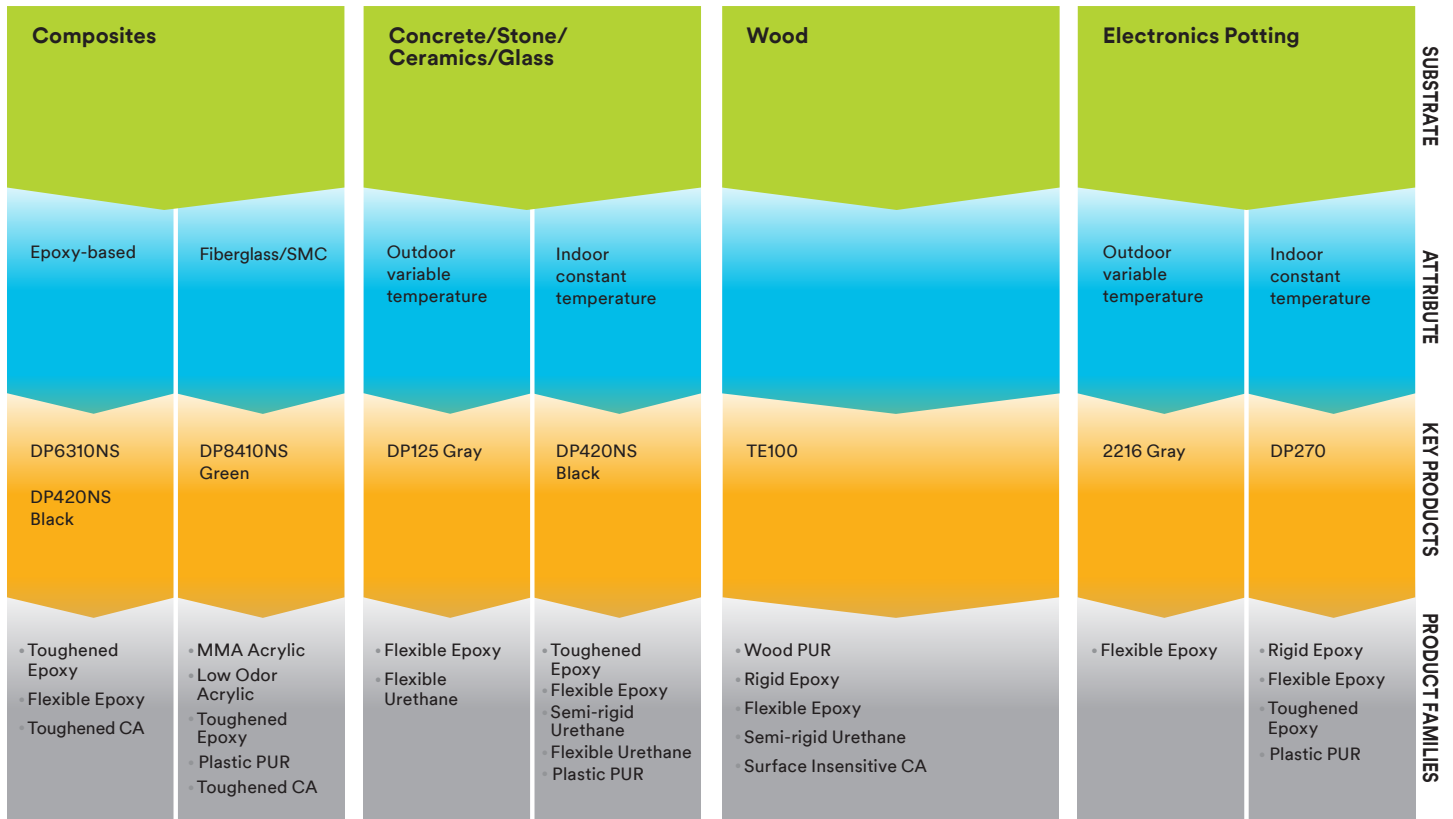 Composites
Concrete/Stone/
Ceramics/Glass
Wood
Electronics Potting
SUBSTRATE
Epoxy-based
Fiberglass/SMC
Outdoor
variable
temperature
Indoor
constant
temperature
Outdoor
variable
temperature
Indoor
constant
temperature
ATTRIBUTE
DP6310NS
DP420NS
Black
DP8410NS
Green
DP125 Gray
DP420NS
Black
TE100
2216 Gray
DP270
KEY PRODUCTS
• Toughened
Epoxy
• Flexible Epoxy
• Toughened CA
• MMA Acrylic
• Low Odor
Acrylic
• Toughened
Epoxy
• Plastic PUR
• Toughened CA
• Flexible Epoxy
• Flexible
Urethane
• Toughened
Epoxy
• Flexible Epoxy
• Semi-rigid
Urethane
• Flexible Urethane
• Plastic PUR
• Wood PUR
• Rigid Epoxy
• Flexible Epoxy
• Semi-rigid Urethane
• Surface Insensitive CA
• Flexible Epoxy
• Rigid Epoxy
• Flexible Epoxy
• Toughened
Epoxy
• Plastic PUR
PRODUCT FAMILIES